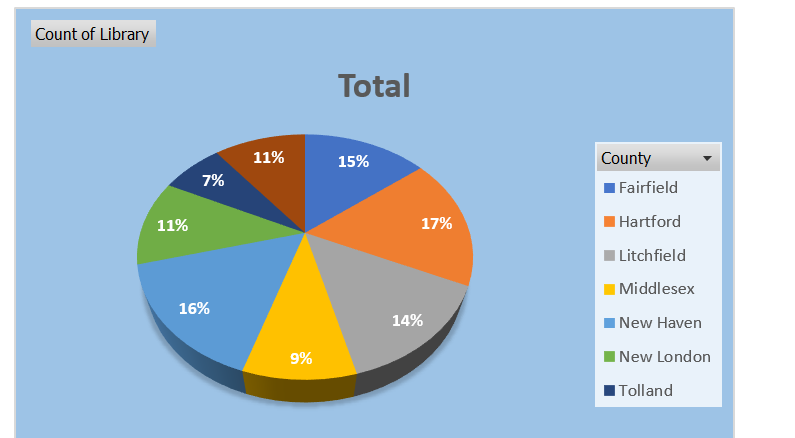 Count of Library
Total
15%
17%
14%
9%
16%
11%
7%
11%
County
Fairfield
Hartford
Litchfield
Middlesex
New Haven
New London
Tolland